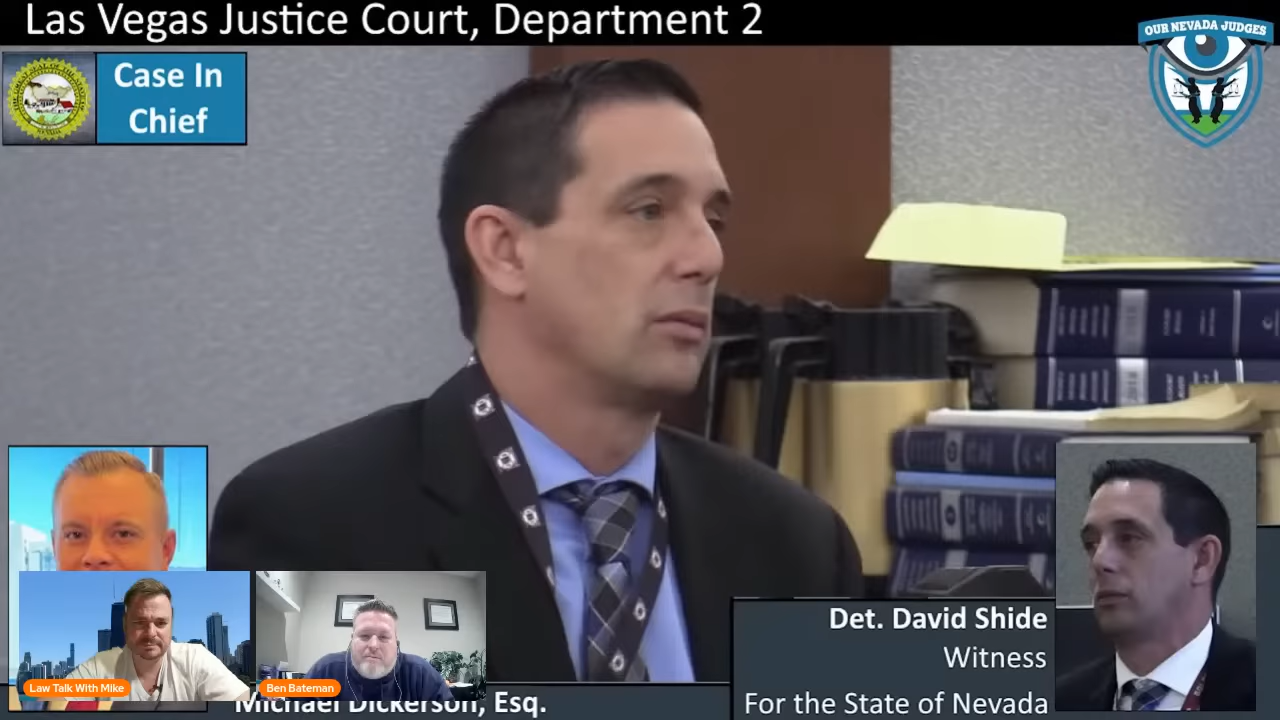 Las Vegas Justice Court, Department 2
OUR NEVADA JUDGES
Case In
Chief
Det. David Shide
Witness
For the State of Nevada
Law Talk With Mike
Ben Bateman
Michael Dickerson, Esq.